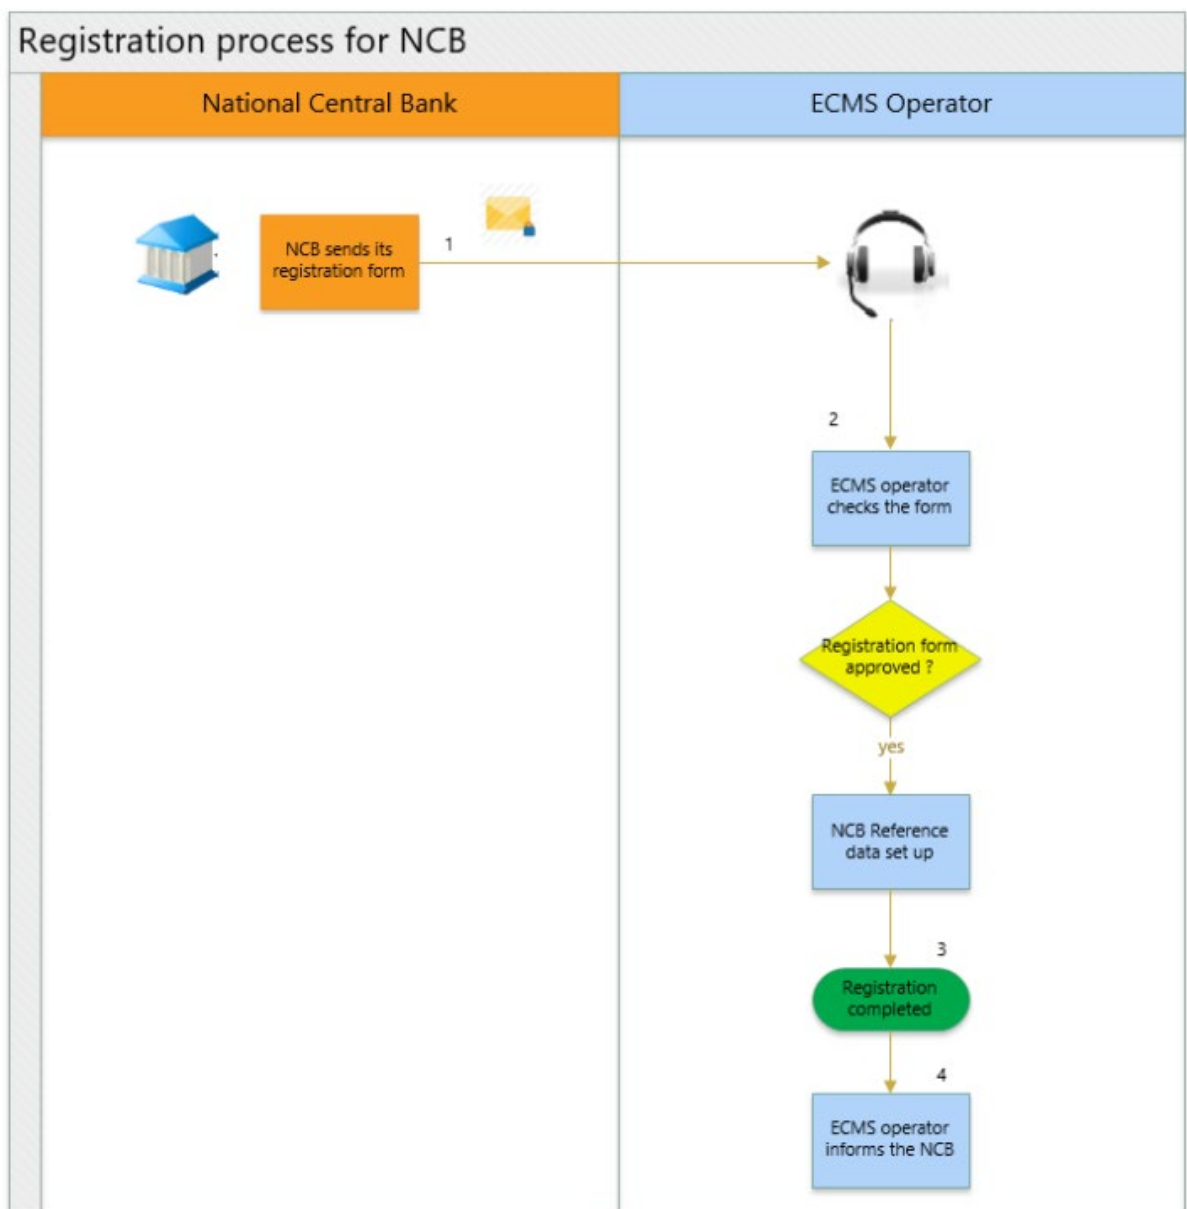 Registration process for NCB
National Central Bank
ECMS Operator
1
NCB sends its
registration form
2
ECMS operator
checks the form
Registration form
approved ?
yes
NCB Reference
data set up
3
Registration
completed
4
ECMS operator
informs the NCB